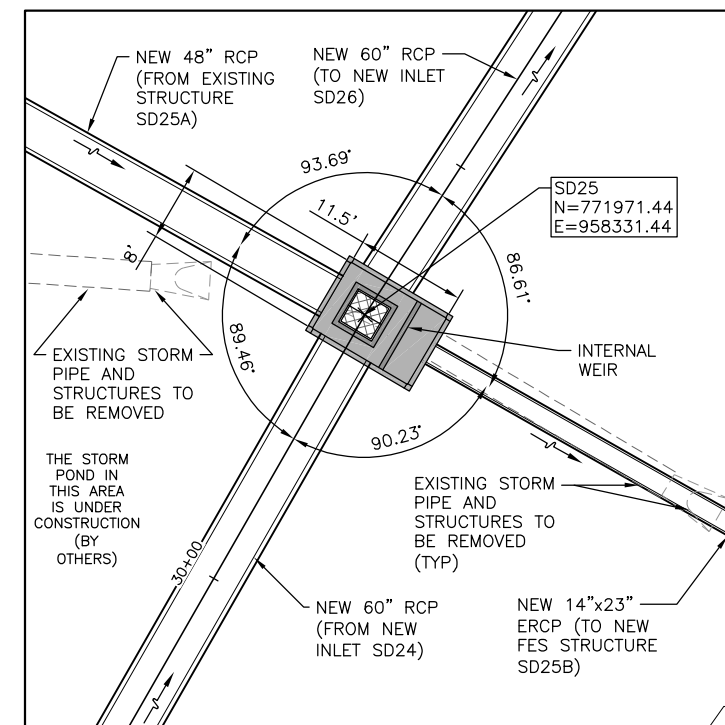 NEW 48” RCP
(FROM EXISTING
STRUCTURE
SD25A)
NEW 60” RCP
(TO NEW INLET
SD26)
93.69°
SD25
N=771971.44
E=958331.44
11.5'
8'
86.61°
89.46°
90.23°
INTERNAL
WEIR
EXISTING STORM
PIPE AND
STRUCTURES TO
BE REMOVED
THE STORM
POND IN
THIS AREA
IS UNDER
CONSTRUCTION
(BY
OTHERS)
EXISTING STORM
PIPE AND
STRUCTURES TO
BE REMOVED
(TYP)
30+00
NEW 60” RCP
(FROM NEW
INLET SD24)
NEW 14”x23”
ERCP (TO NEW
FES STRUCTURE
SD25B)